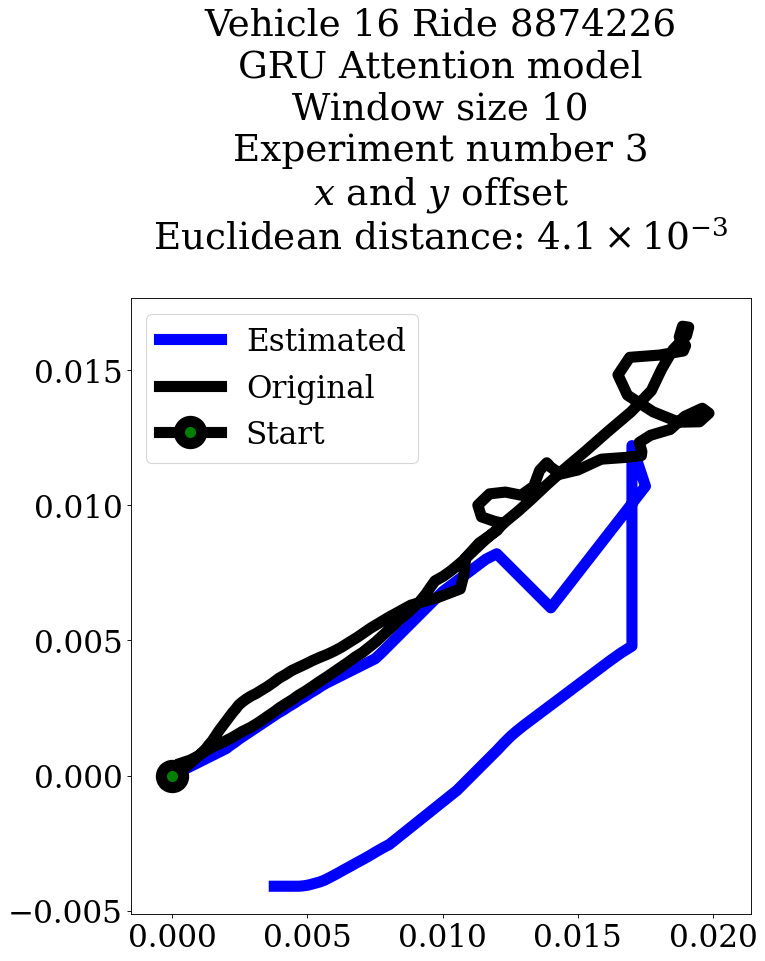 Vehicle 16 Ride 8874226
GRU Attention model
Window size 10
Experiment number 3
x and y offset
Euclidean distance: 4.1 × 10⁻³
Estimated
Original
Start
0.015
0.010
0.005
0.000
−0.005
0.000 0.005 0.010 0.015 0.020